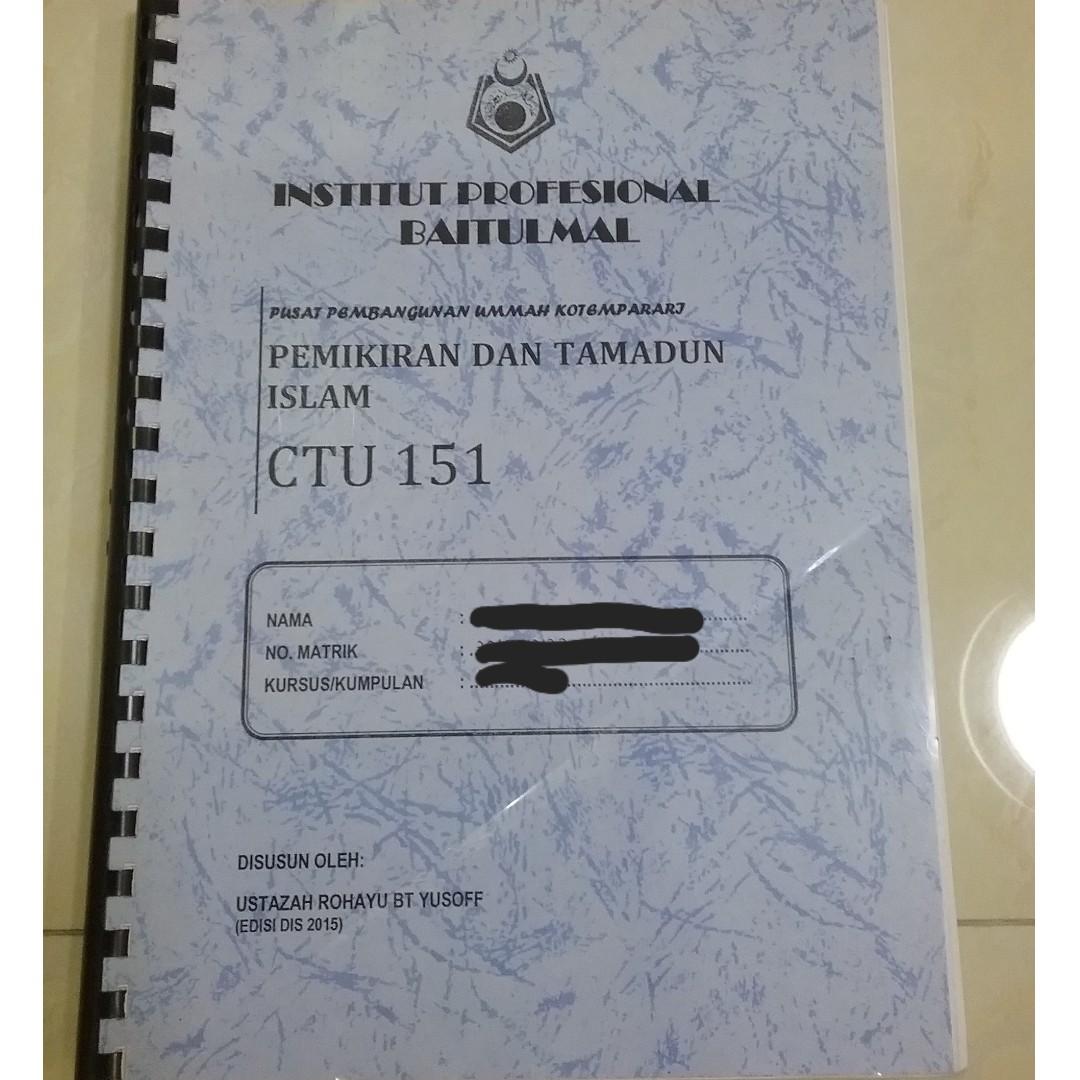 INSTITUT PROFESIONAL
BAITULMAL
PUSAT PEMBANGUNAN UMMAH KOTEMPARARI
PEMIKIRAN DAN TAMADUN
ISLAM
CTU 151
NAMA :
NO. MATRIK :
KURSUS/KUMPULAN :
DISUSUN OLEH:
USTAZAH ROHAYU BT YUSOFF
(EDISI DIS 2015)